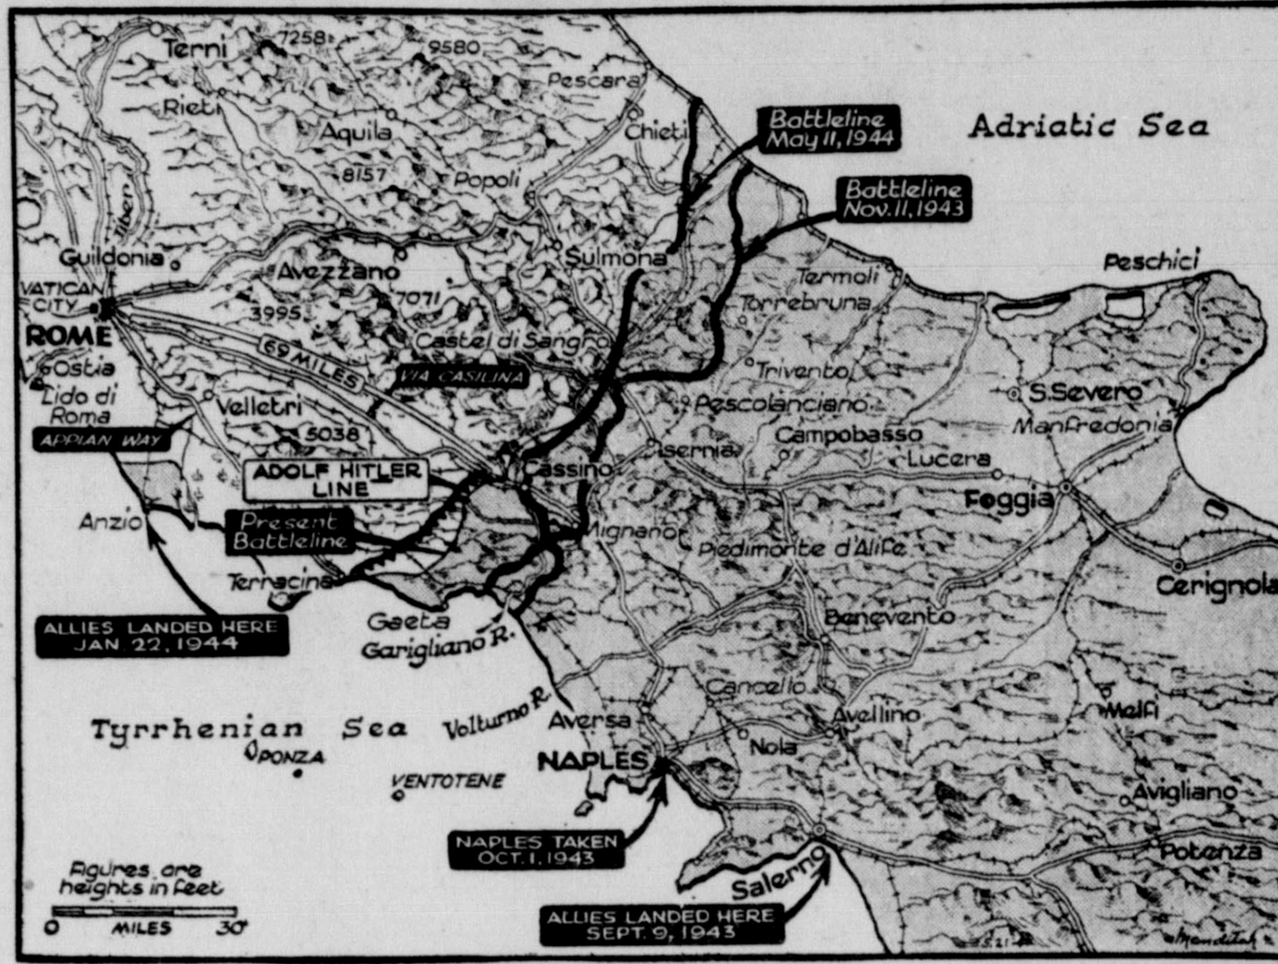 Terni
7258
9580
Pescara
Rieti
Aquila
Chieti
Battleline
May 11, 1944
Adriatic Sea
8157
Popoli
Battleline
Nov. 11, 1943
Tiber
Guildonia
Avezzano
Sulmona
Termoli
Peschici
VATICAN
CITY
7071
Torrebruna
3995
ROME
69 MILES
Castel di Sangro
Ostia
VIA CASILINA
Trivento
Lido di
Roma
Velletri
Pescolanciano
S. Severo
APPIAN WAY
5038
Campobasso
Manfredonia
ADOLF HITLER
LINE
Cassino
Isernia
Lucera
Foggia
Anzio
Present
Battleline
Mignano
Piedimonte d'Alife
Terracina
Cerignola
ALLIES LANDED HERE
JAN. 22, 1944
Gaeta
Garigliano R.
Benevento
Tyrrhenian Sea
Volturno R.
Cancello
Aversa
Avellino
Melfi
PONZA
Nola
NAPLES
VENTOTENE
Avigliano
NAPLES TAKEN
OCT. 1, 1943
Potenza
Figures are
heights in feet
Salerno
0 MILES 30
ALLIES LANDED HERE
SEPT. 9, 1943